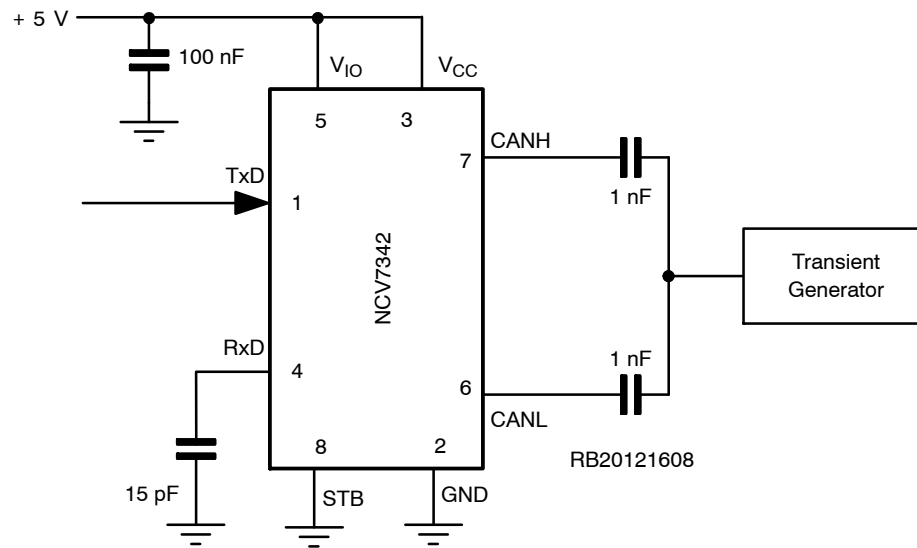 + 5 V
100 nF
V_IO
V_CC
5
3
CANH
7
TxD
1
1 nF
NCV7342
Transient
Generator
RxD
4
1 nF
6
CANL
8
2
RB20121608
15 pF
STB
GND